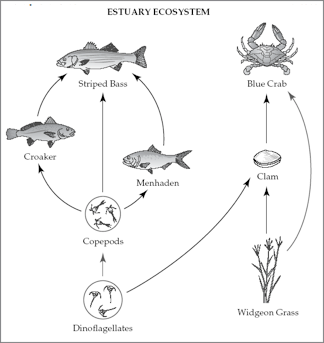 ESTUARY ECOSYSTEM
Striped Bass
Blue Crab
Croaker
Menhaden
Clam
Copepods
Dinoflagellates
Widgeon Grass